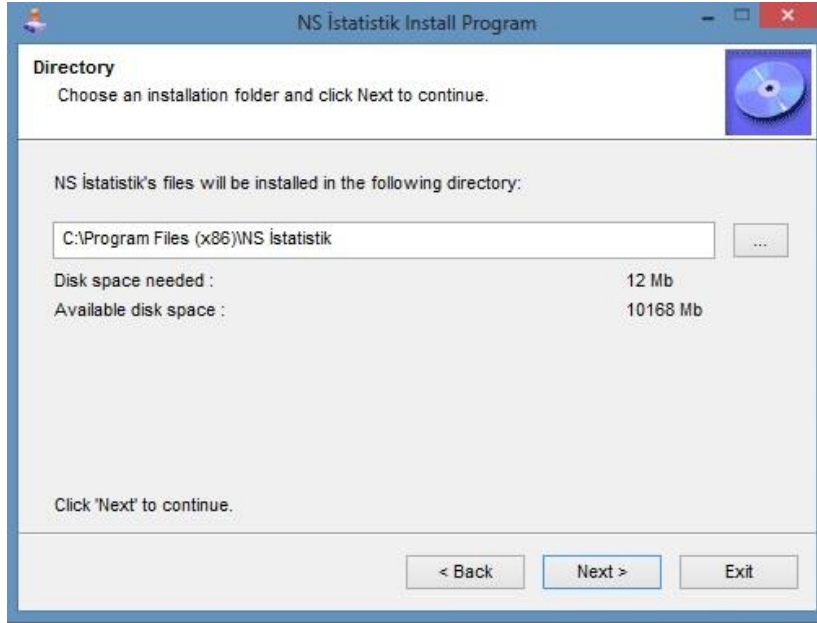 NS İstatistik Install Program
Directory
Choose an installation folder and click Next to continue.
NS İstatistik's files will be installed in the following directory:
C:\Program Files (x86)\NS İstatistik
...
Disk space needed : 12 Mb
Available disk space : 10168 Mb
Click 'Next' to continue.
< Back Next > Exit